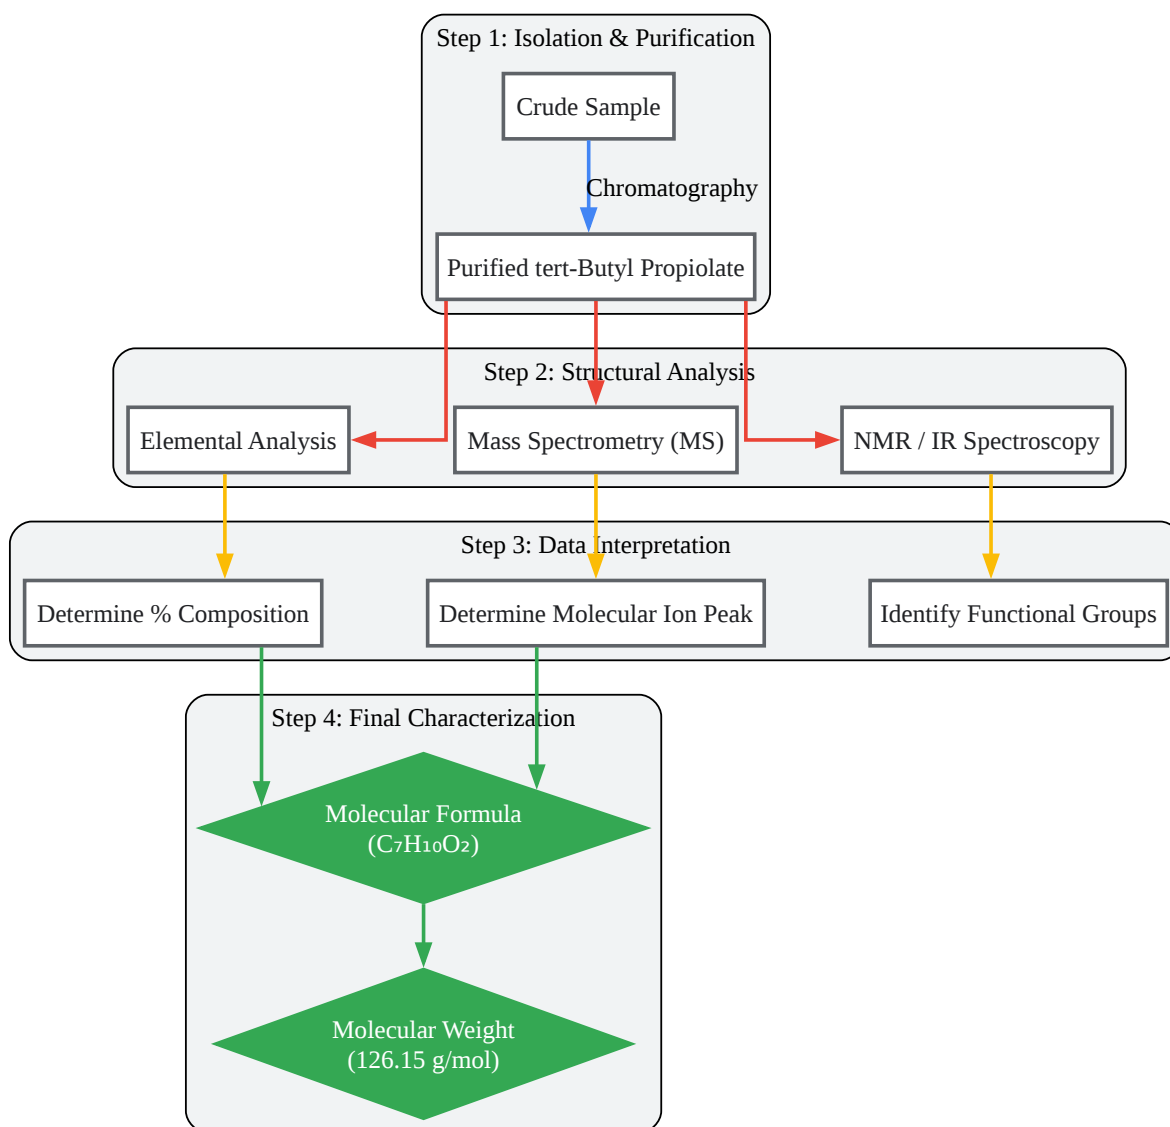 Step 1: Isolation & Purification
Crude Sample
Chromatography
Purified tert-Butyl Propiolate
Step 2: Structural Analysis
Elemental Analysis
Mass Spectrometry (MS)
NMR / IR Spectroscopy
Step 3: Data Interpretation
Determine % Composition
Determine Molecular Ion Peak
Identify Functional Groups
Step 4: Final Characterization
Molecular Formula
(C₇H₁₀O₂)
Molecular Weight
(126.15 g/mol)